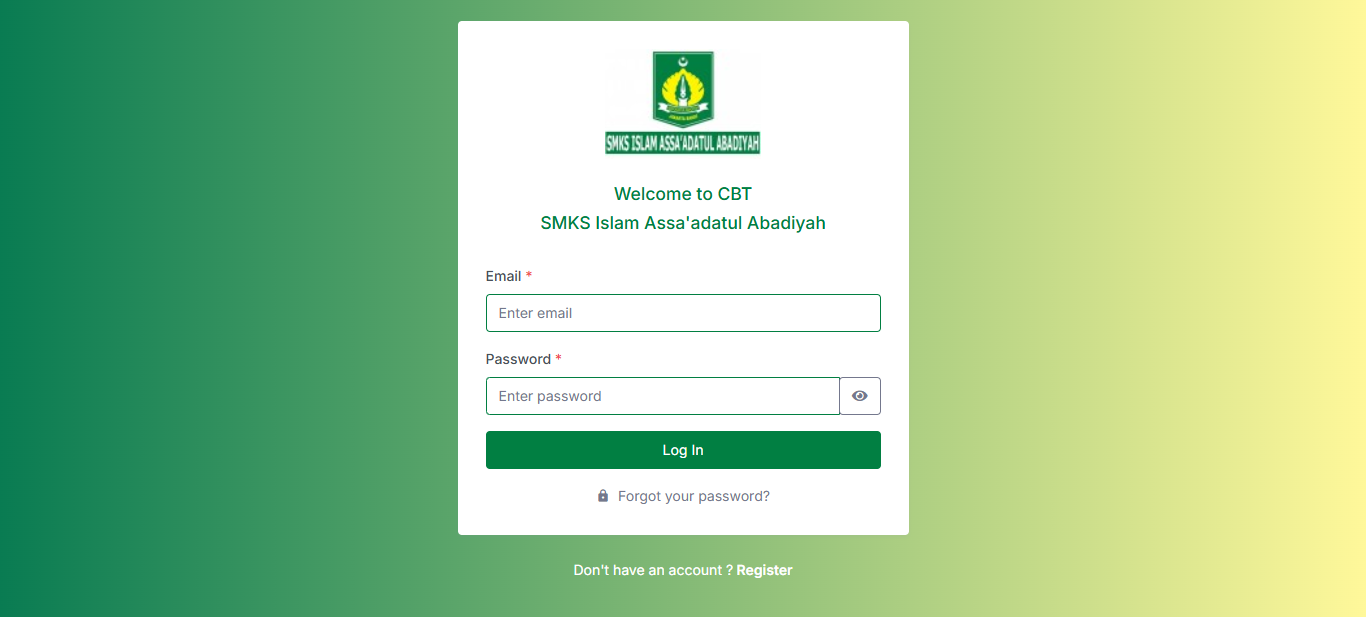 SMKS ISLAM ASSA'ADATUL ABADIYAH
Welcome to CBT
SMKS Islam Assa'adatul Abadiyah
Email *
Enter email
Password *
Enter password
Log In
Forgot your password?
Don't have an account ? Register